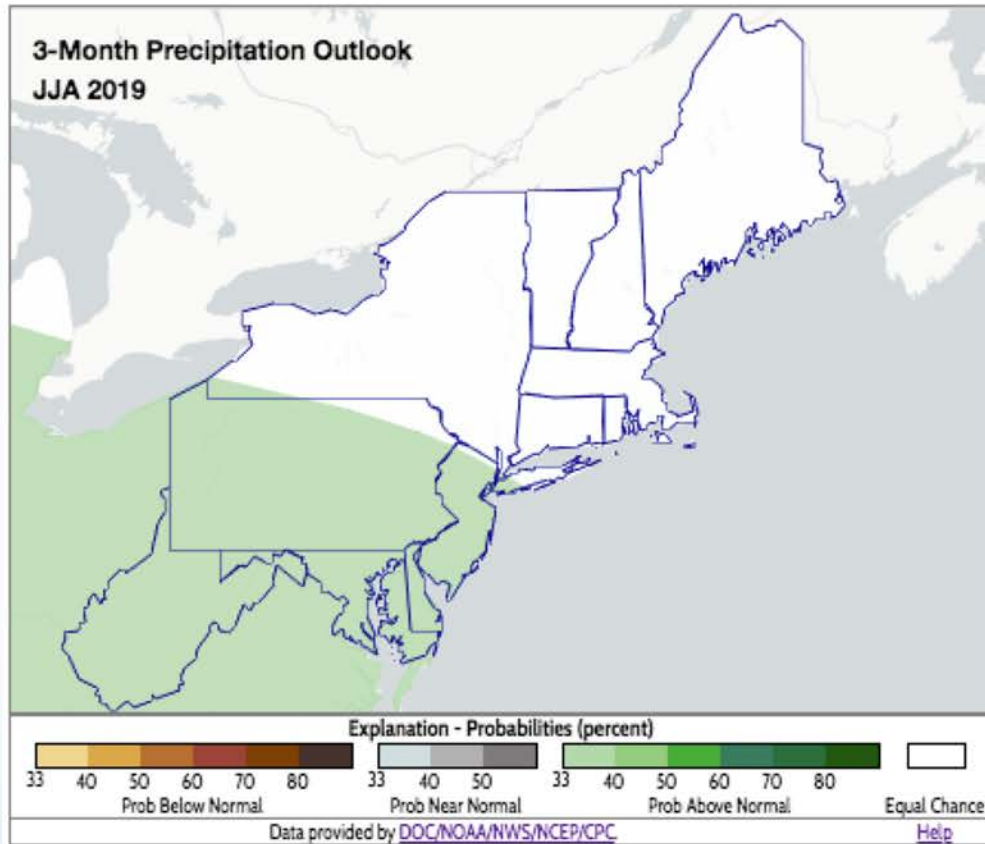 3-Month Precipitation Outlook
JJA 2019
Explanation - Probabilities (percent)
33 40 50 60 70 80 33 40 50 33 40 50 60 70 80
Prob Below Normal Prob Near Normal Prob Above Normal Equal Chance
Data provided by DOC/NOAA/NWS/NCEP/CPC. Help